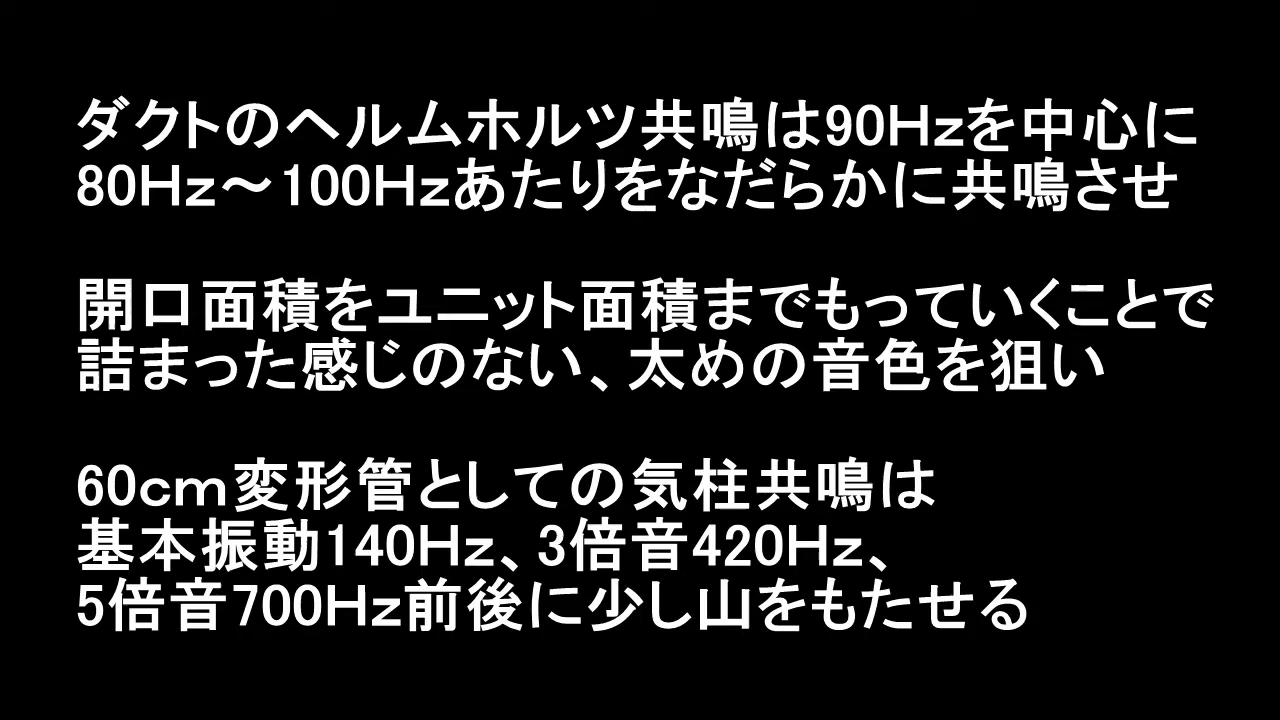 ダクトのヘルムホルツ共鳴は90Hzを中心に
80Hz～100Hzあたりをなだらかに共鳴させ
開口面積をユニット面積までもっていくことで
詰まった感じのない、太めの音色を狙い
60cm変形管としての気柱共鳴は
基本振動140Hz、3倍音420Hz、
5倍音700Hz前後に少し山をもたせる